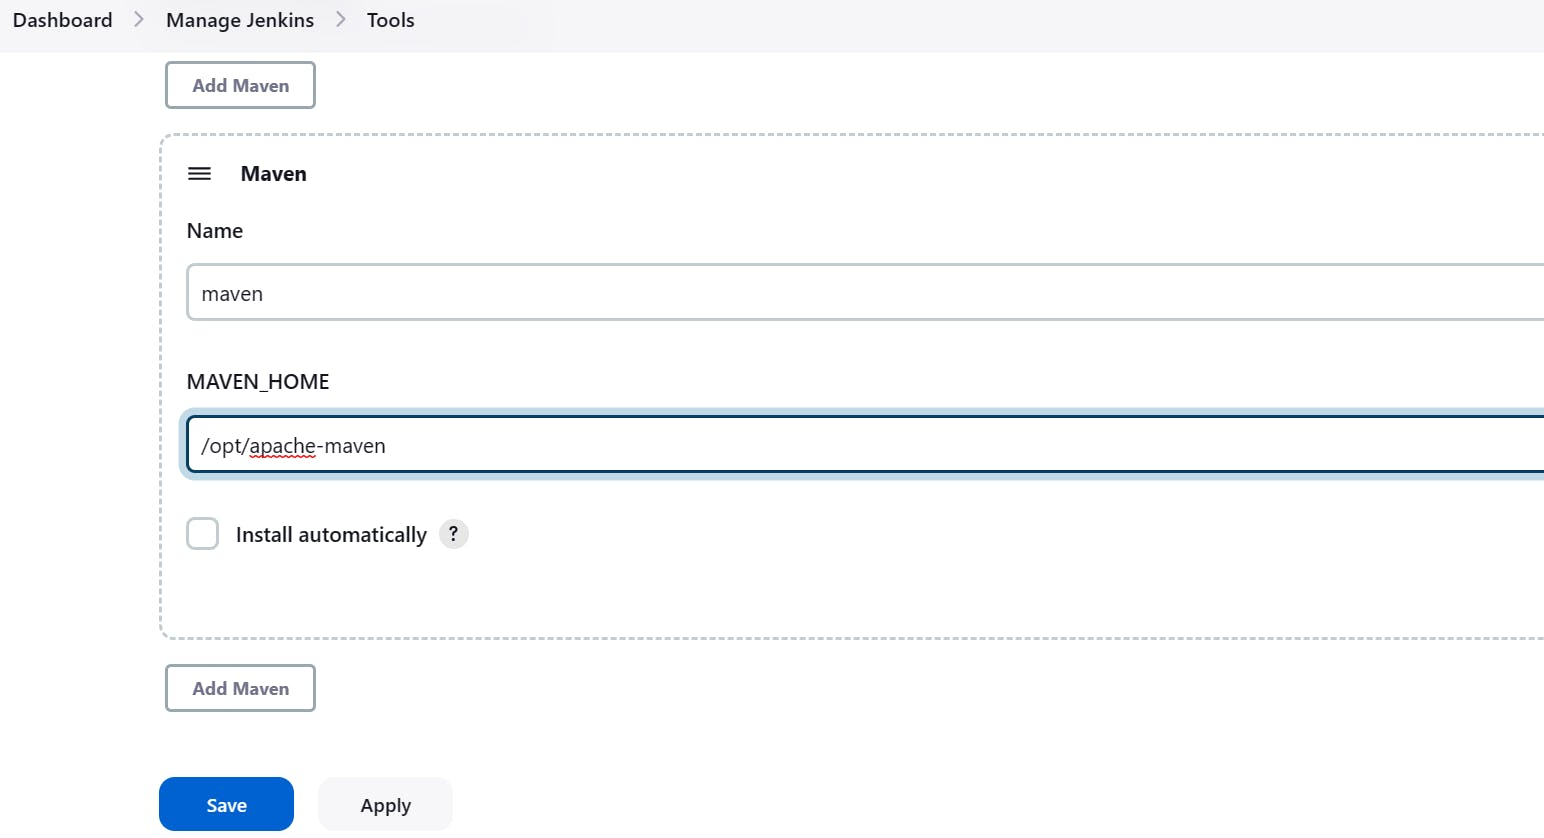 Dashboard > Manage Jenkins > Tools
Add Maven
Maven
Name
maven
MAVEN_HOME
/opt/apache-maven
Install automatically ?
Add Maven
Save Apply